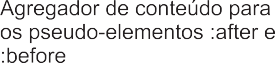 Agregador de conteúdo para
os pseudo-elementos :after e
:before